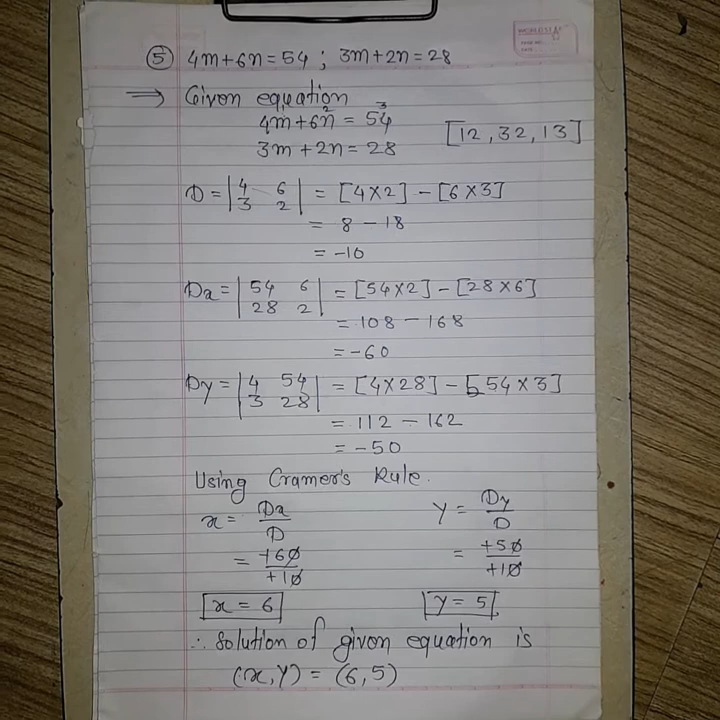 ⑤ 4m+6n=54 ; 3m+2n=28
⟹ Given equation
4m+6n = 54
1 2 3
3m+2n = 28
[12, 32, 13]
D = |4 6| = [4×2] − [6×3]
|3 2|
= 8 − 18
= −10
Dx = |54 6| = [54×2] − [28×6]
|28 2|
= 108 − 168
= −60
Dy = |4 54| = [4×28] − [54×3]
|3 28|
= 112 − 162
= −50
Using Cramer's Rule.
x = Dx/D y = Dy/D
= +60/+10 = +50/+10
x = 6 y = 5
∴ Solution of given equation is
(x,y) = (6,5)